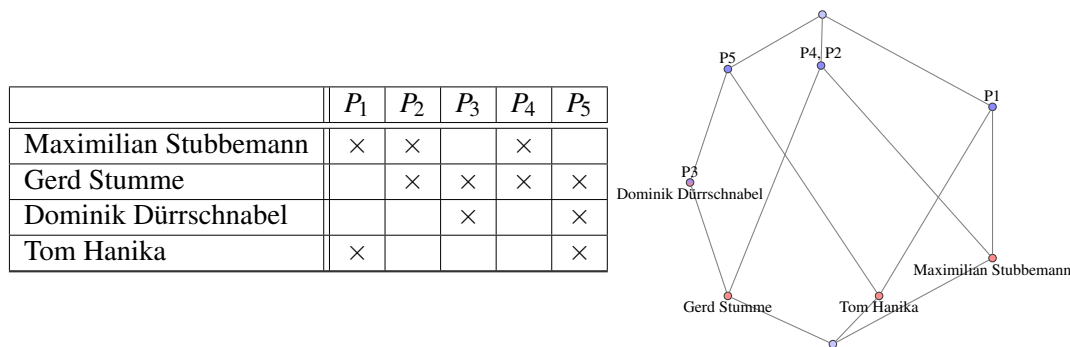 P₁ P₂ P₃ P₄ P₅
Maximilian Stubbemann × × ×
Gerd Stumme × × × ×
Dominik Dürrschnabel × ×
Tom Hanika × ×
P5
P4, P2
P1
P3
Dominik Dürrschnabel
Maximilian Stubbemann
Gerd Stumme
Tom Hanika